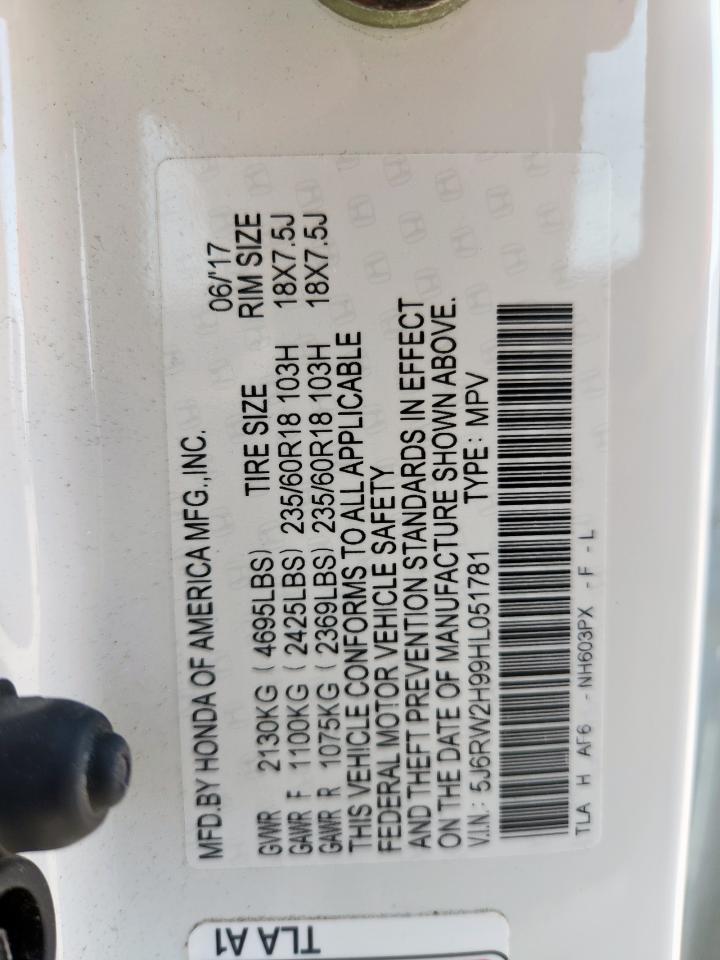 MFD.BY HONDA OF AMERICA MFG.,INC. 06/'17
GVWR 2130KG ( 4695LBS) TIRE SIZE RIM SIZE
GAWR F 1100KG ( 2425LBS) 235/60R18 103H 18X7.5J
GAWR R 1075KG ( 2369LBS) 235/60R18 103H 18X7.5J
THIS VEHICLE CONFORMS TO ALL APPLICABLE
FEDERAL MOTOR VEHICLE SAFETY
AND THEFT PREVENTION STANDARDS IN EFFECT
ON THE DATE OF MANUFACTURE SHOWN ABOVE.
V.I.N.: 5J6RW2H99HL051781 TYPE: MPV
TLA H AF6 -NH603PX -F-L
TLA A1